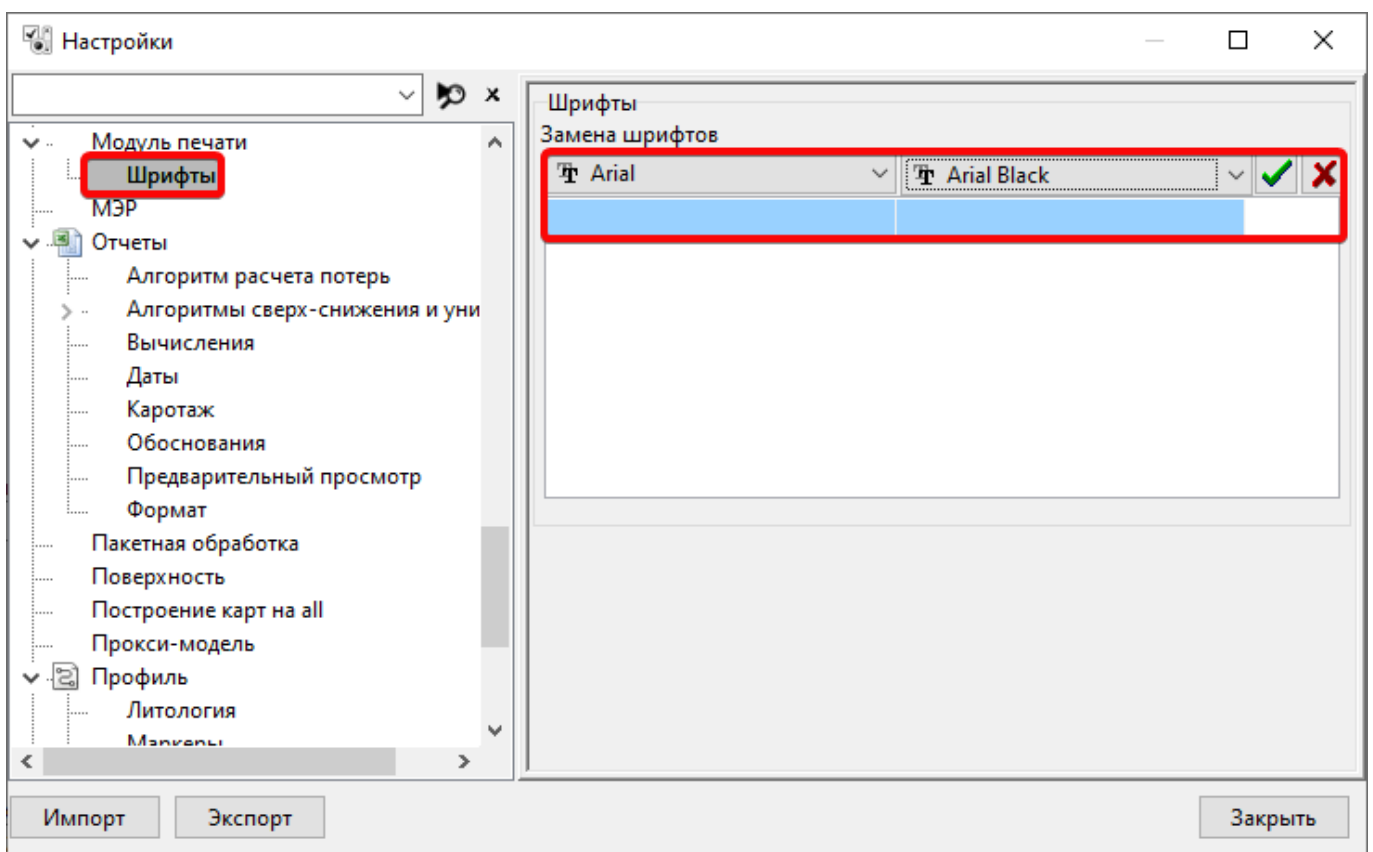 Настройки
Модуль печати
Шрифты
МЭР
Отчеты
Алгоритм расчета потерь
Алгоритмы сверх-снижения и уни
Вычисления
Даты
Каротаж
Обоснования
Предварительный просмотр
Формат
Пакетная обработка
Поверхность
Построение карт на all
Прокси-модель
Профиль
Литология
Маркеры
Шрифты
Замена шрифтов
Arial
Arial Black
Импорт
Экспорт
Закрыть